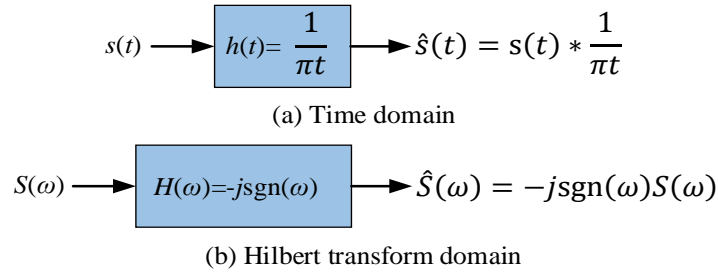 s(t) h(t)= 1/πt ŝ(t) = s(t) ∗ 1/πt
(a) Time domain
S(ω) H(ω)=-jsgn(ω) Ŝ(ω) = −jsgn(ω)S(ω)
(b) Hilbert transform domain